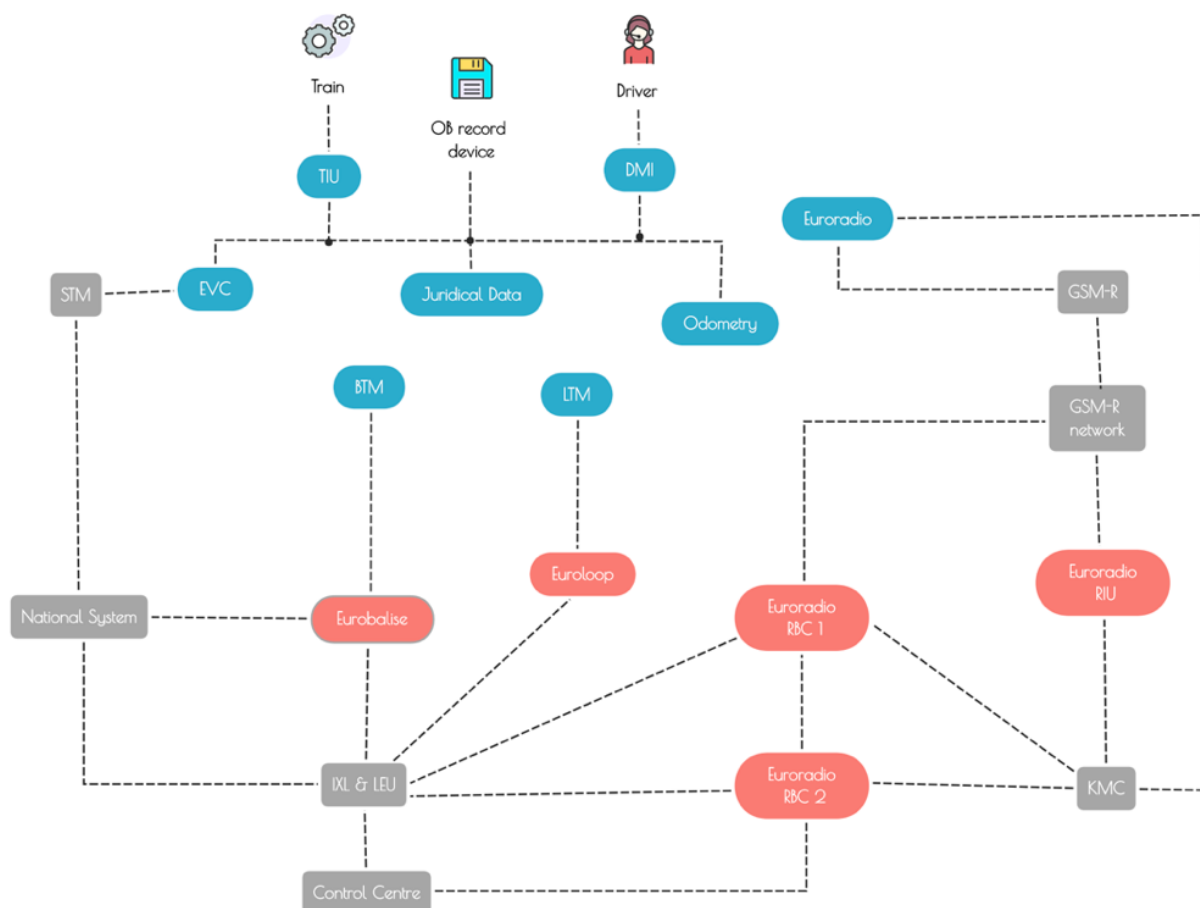 Train
Driver
OB record
device
TIU
DMI
Euroradio
STM
EVC
Juridical Data
GSM-R
Odometry
BTM
LTM
GSM-R
network
Euroloop
Euroradio
RIU
National System
Eurobalise
Euroradio
RBC 1
IXL & LEU
Euroradio
RBC 2
KMC
Control Centre